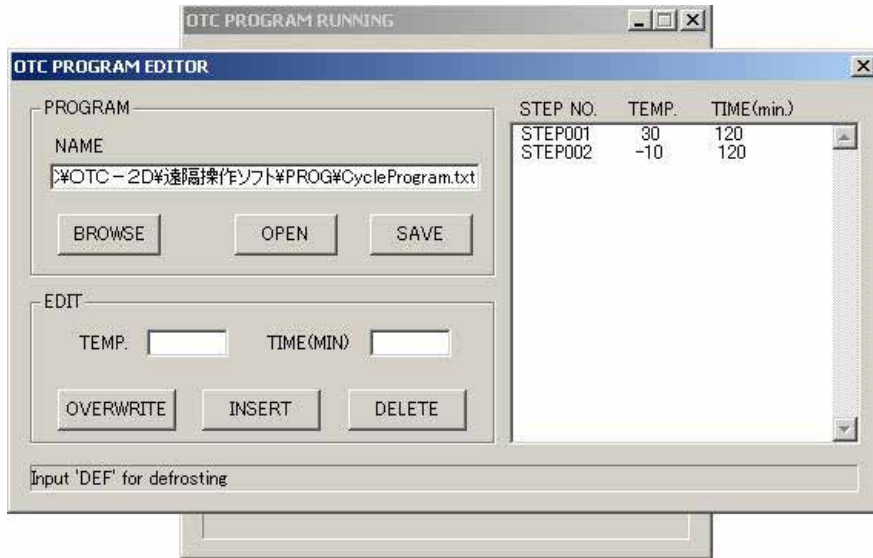 OTC PROGRAM RUNNING
OTC PROGRAM EDITOR
PROGRAM
NAME
¥OTC－2D¥遠隔操作ソフト¥PROG¥CycleProgram.txt
BROWSE OPEN SAVE
EDIT
TEMP. TIME(MIN)
OVERWRITE INSERT DELETE
STEP NO. TEMP. TIME(min.)
STEP001 30 120
STEP002 -10 120
Input 'DEF' for defrosting